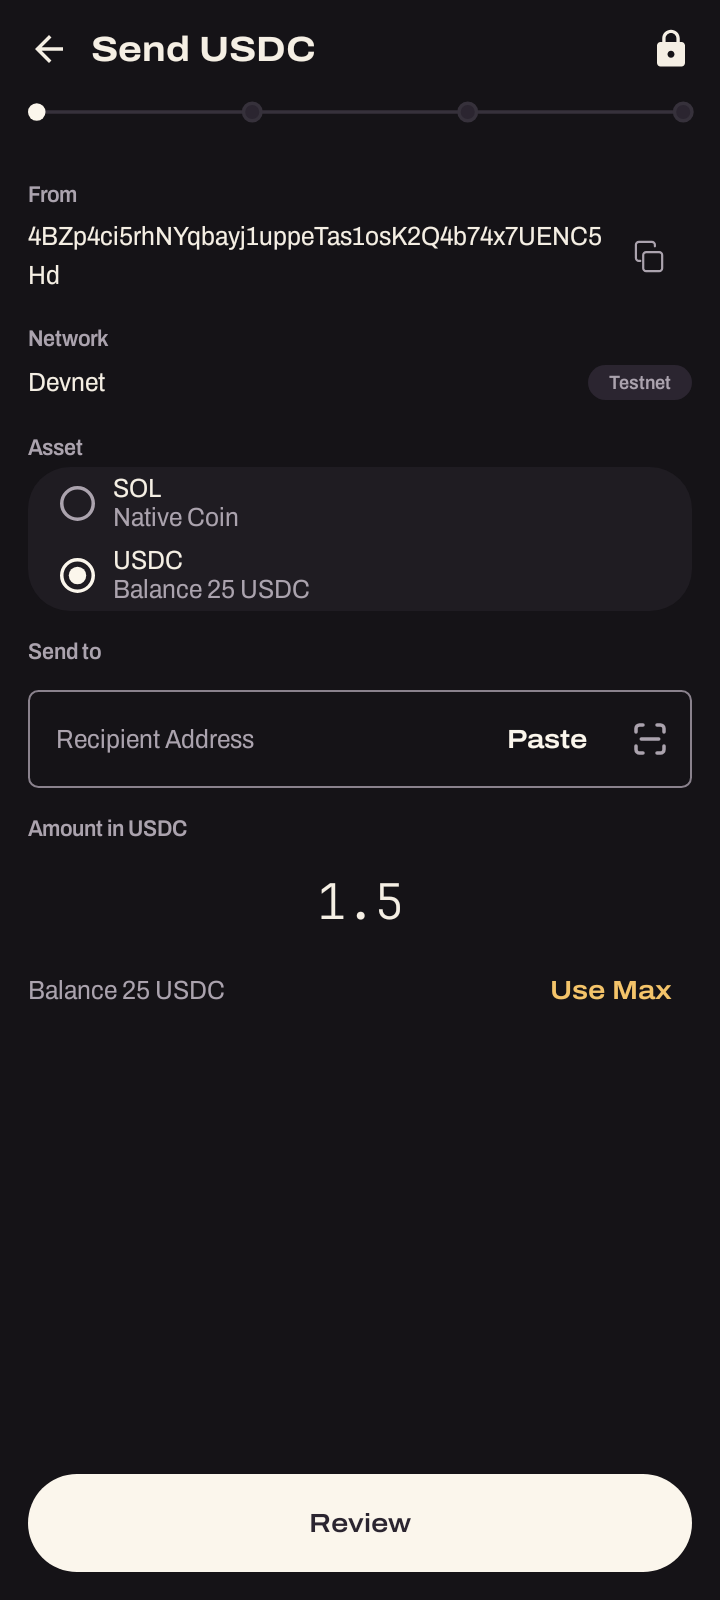 Send USDC
From
4BZp4ci5rhNYqbayj1uppeTas1osK2Q4b74x7UENC5
Hd
Network
Devnet
Testnet
Asset
SOL
Native Coin
USDC
Balance 25 USDC
Send to
Recipient Address
Paste
Amount in USDC
1.5
Balance 25 USDC
Use Max
Review